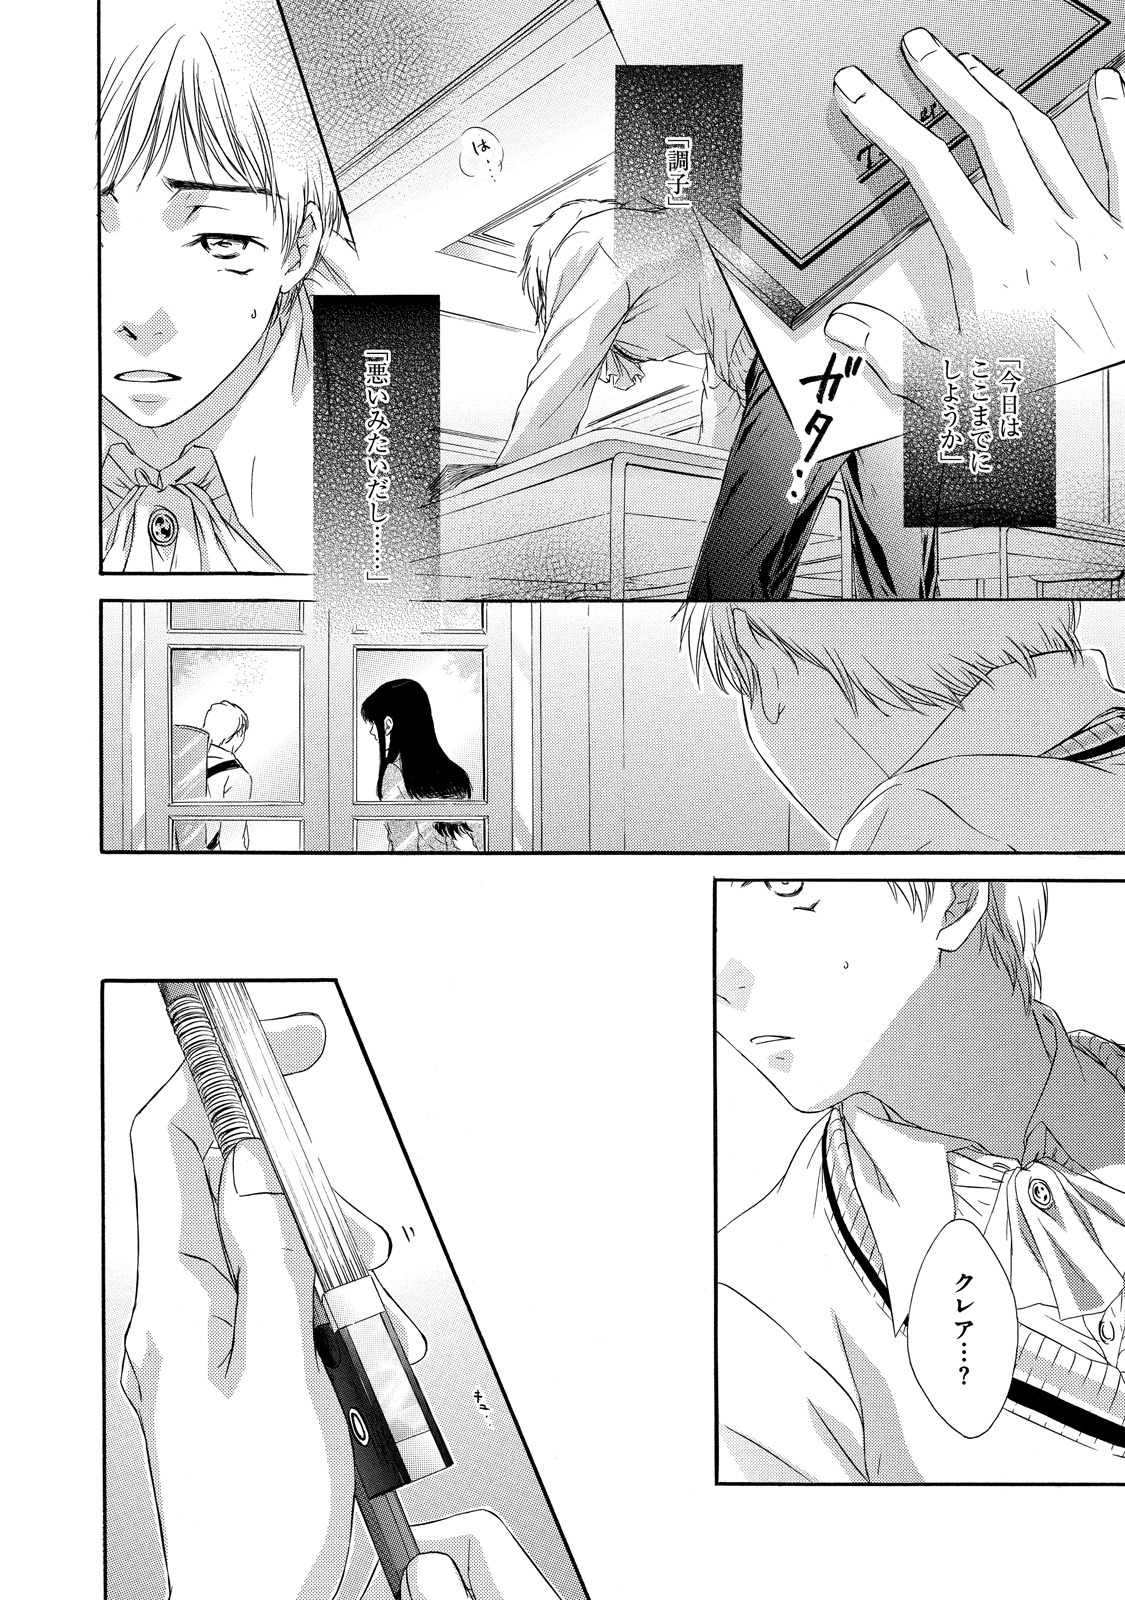 「今日は
ここまでに
しようか」
ガタ…
「調子」
は…
「悪いみたいだし……」
クレア…?
キュ…